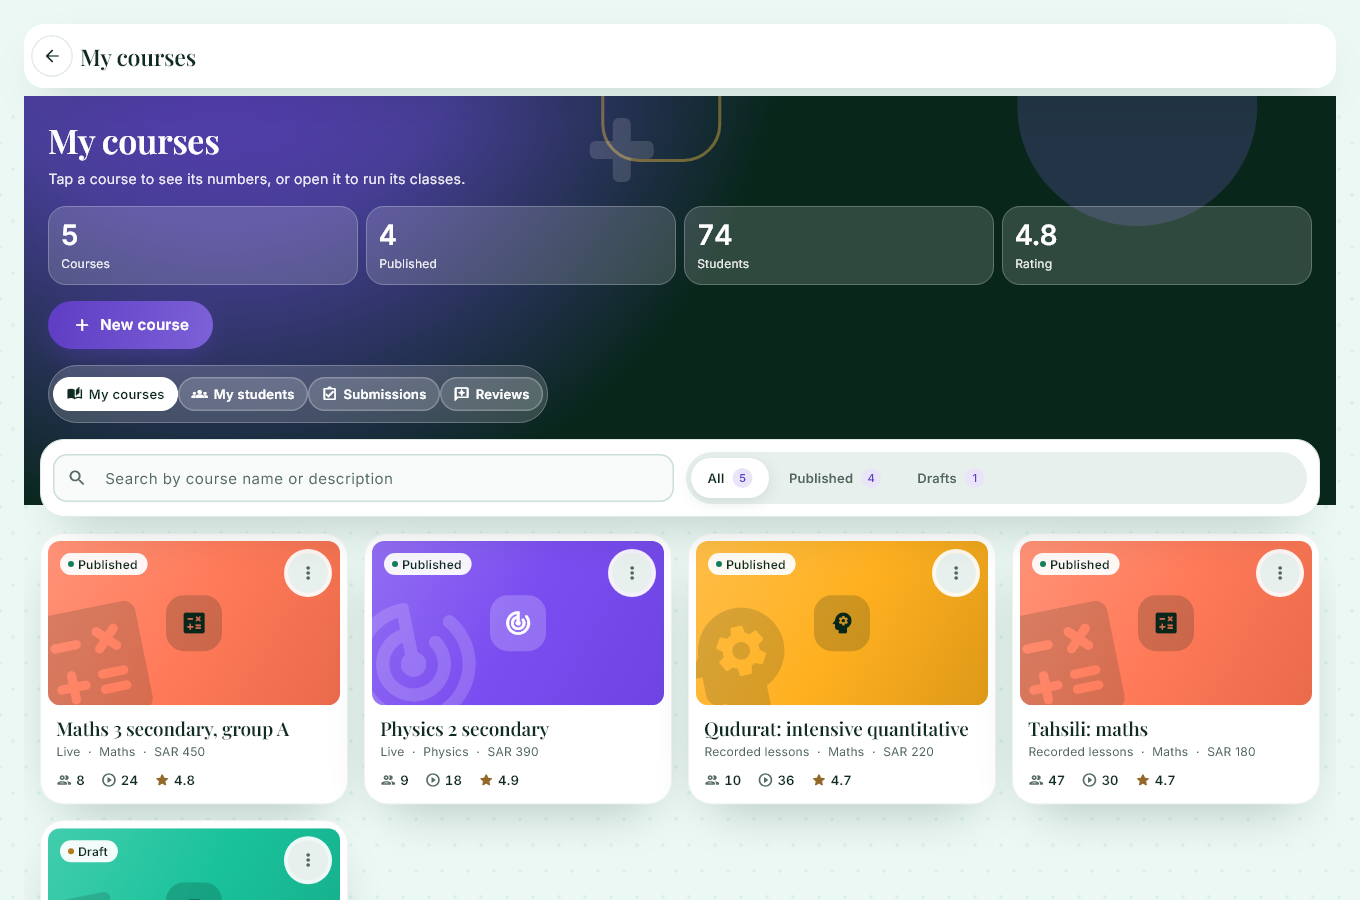 My courses
My courses
Tap a course to see its numbers, or open it to run its classes.
5
Courses
4
Published
74
Students
4.8
Rating
New course
My courses
My students
Submissions
Reviews
Search by course name or description
All 5
Published 4
Drafts 1
Published
Maths 3 secondary, group A
Live · Maths · SAR 450
8 24 4.8
Published
Physics 2 secondary
Live · Physics · SAR 390
9 18 4.9
Published
Qudurat: intensive quantitative
Recorded lessons · Maths · SAR 220
10 36 4.7
Published
Tahsili: maths
Recorded lessons · Maths · SAR 180
47 30 4.7
Draft